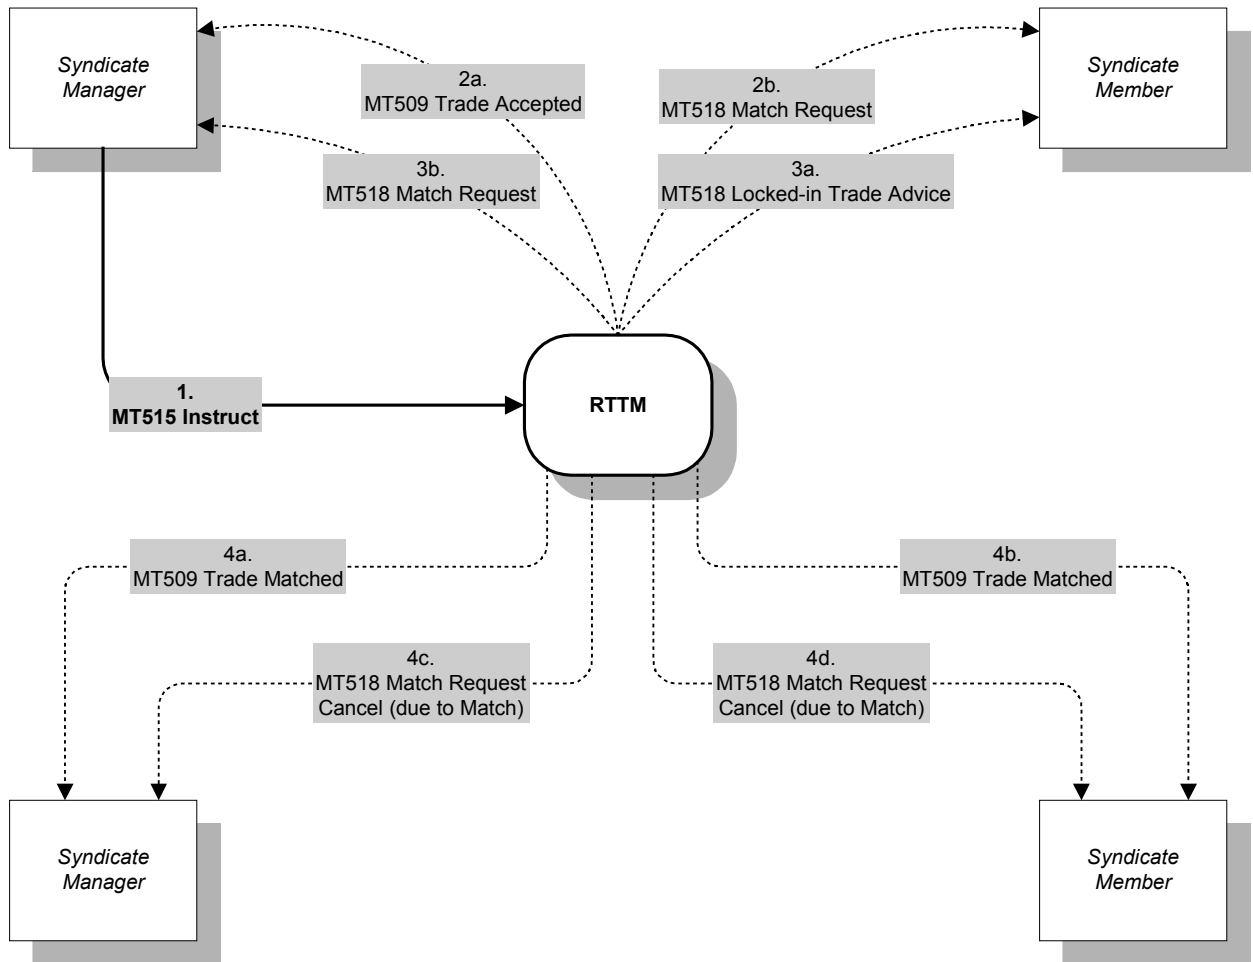 Syndicate
Manager
2a.
MT509 Trade Accepted
2b.
MT518 Match Request
Syndicate
Member
3b.
MT518 Match Request
3a.
MT518 Locked-in Trade Advice
1.
MT515 Instruct
RTTM
4a.
MT509 Trade Matched
4b.
MT509 Trade Matched
4c.
MT518 Match Request
Cancel (due to Match)
4d.
MT518 Match Request
Cancel (due to Match)
Syndicate
Manager
Syndicate
Member